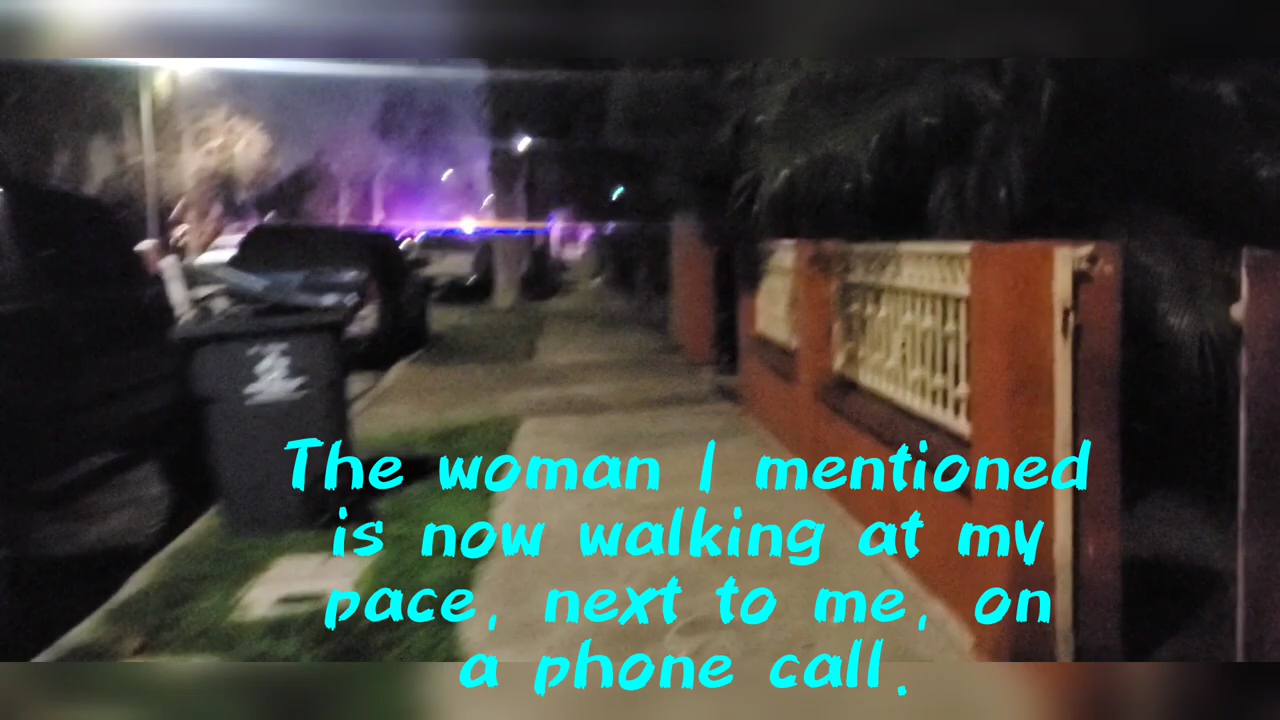 The woman I mentioned
is now walking at my
pace, next to me, on
a phone call.